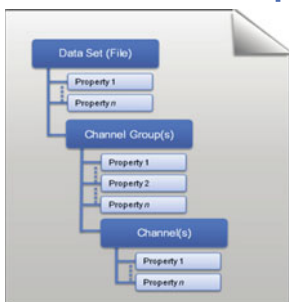 Data Set (File)
Property 1
Property n
Channel Group(s)
Property 1
Property 2
Property n
Channel(s)
Property 1
Property n